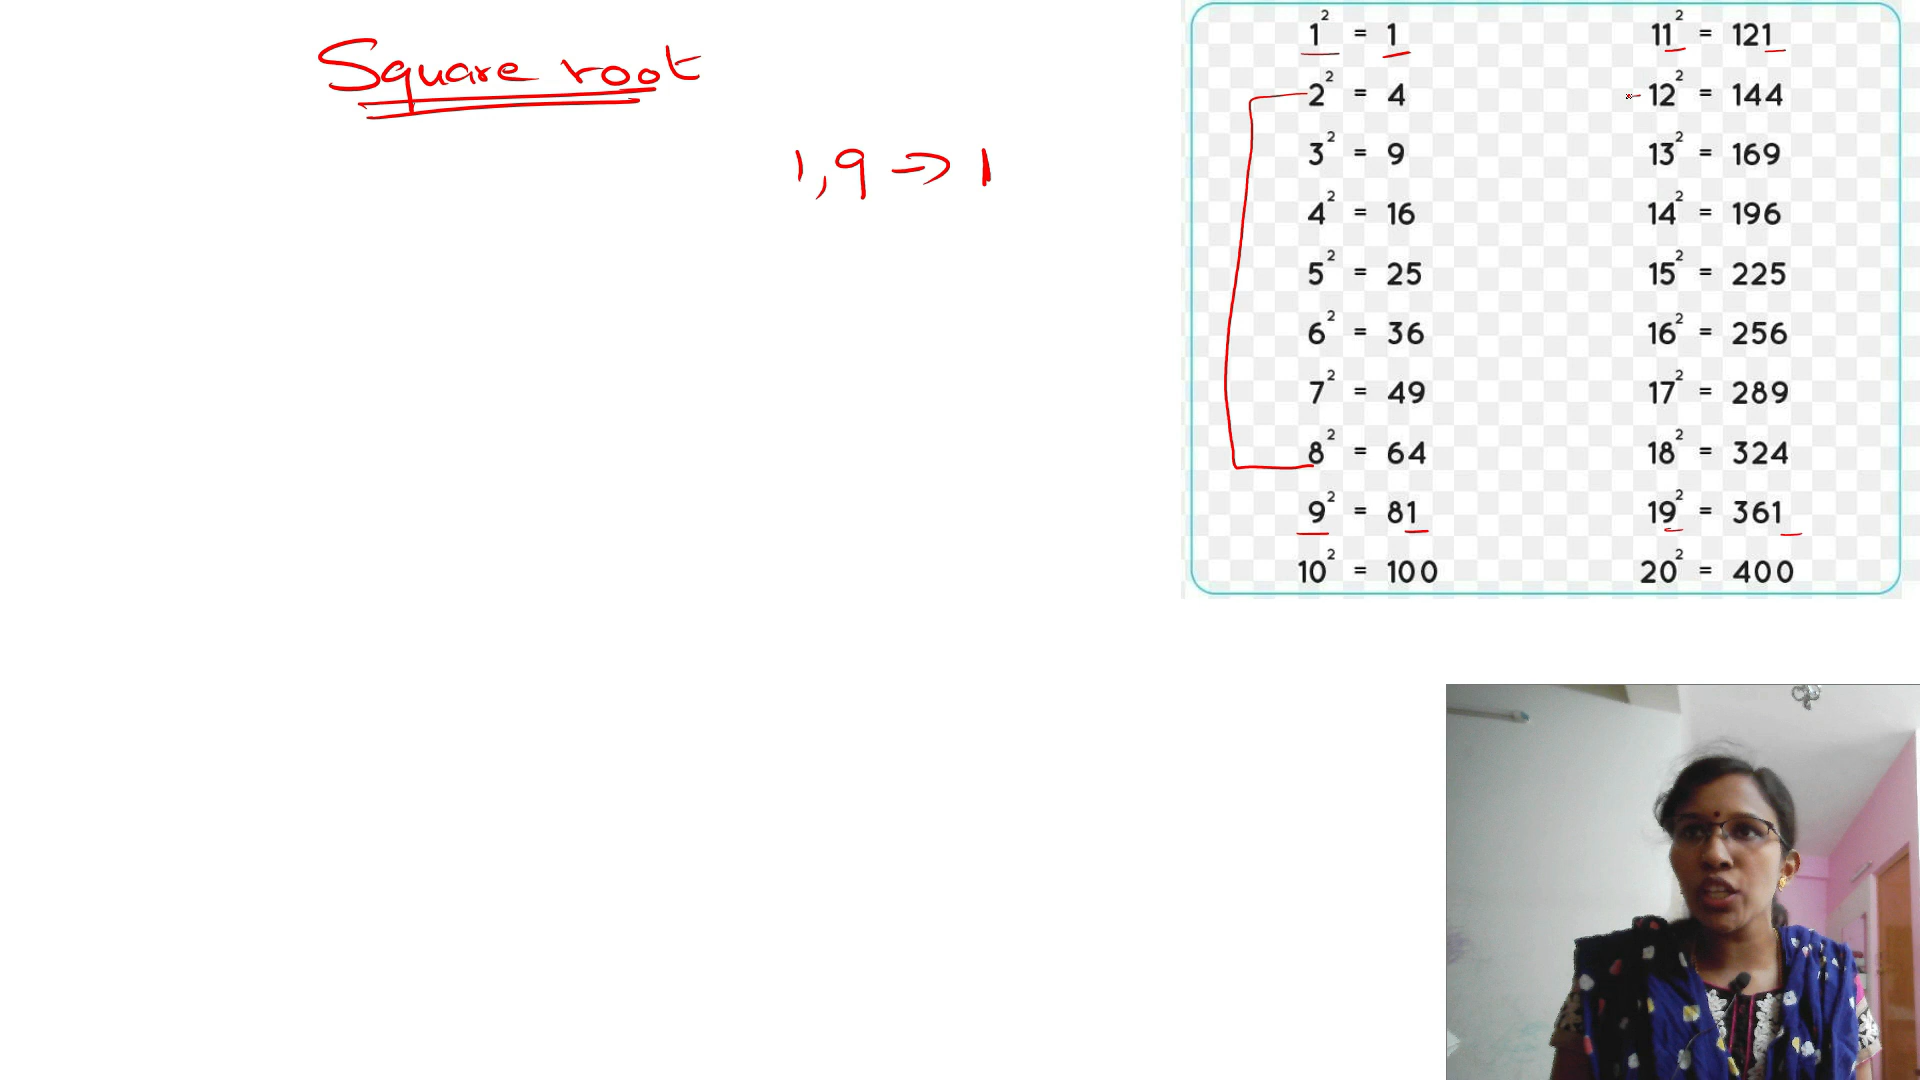 Square root
1,9 → 1
1² = 1
2² = 4
3² = 9
4² = 16
5² = 25
6² = 36
7² = 49
8² = 64
9² = 81
10² = 100
11² = 121
12² = 144
13² = 169
14² = 196
15² = 225
16² = 256
17² = 289
18² = 324
19² = 361
20² = 400